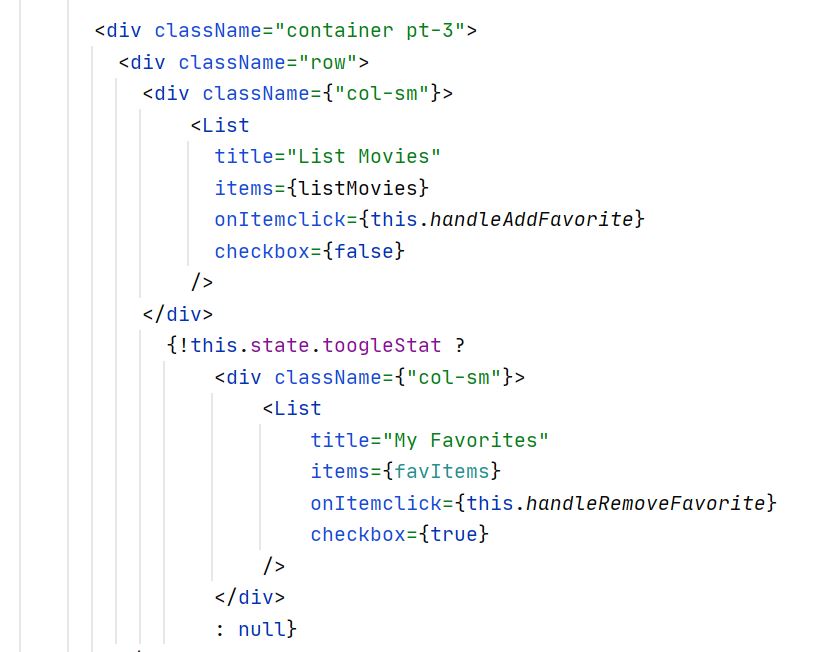 <div className="container pt-3">
<div className="row">
<div className={"col-sm"}>
<List
title="List Movies"
items={listMovies}
onItemclick={this.handleAddFavorite}
checkbox={false}
/>
</div>
{!this.state.toogleStat ?
<div className={"col-sm"}>
<List
title="My Favorites"
items={favItems}
onItemclick={this.handleRemoveFavorite}
checkbox={true}
/>
</div>
: null}